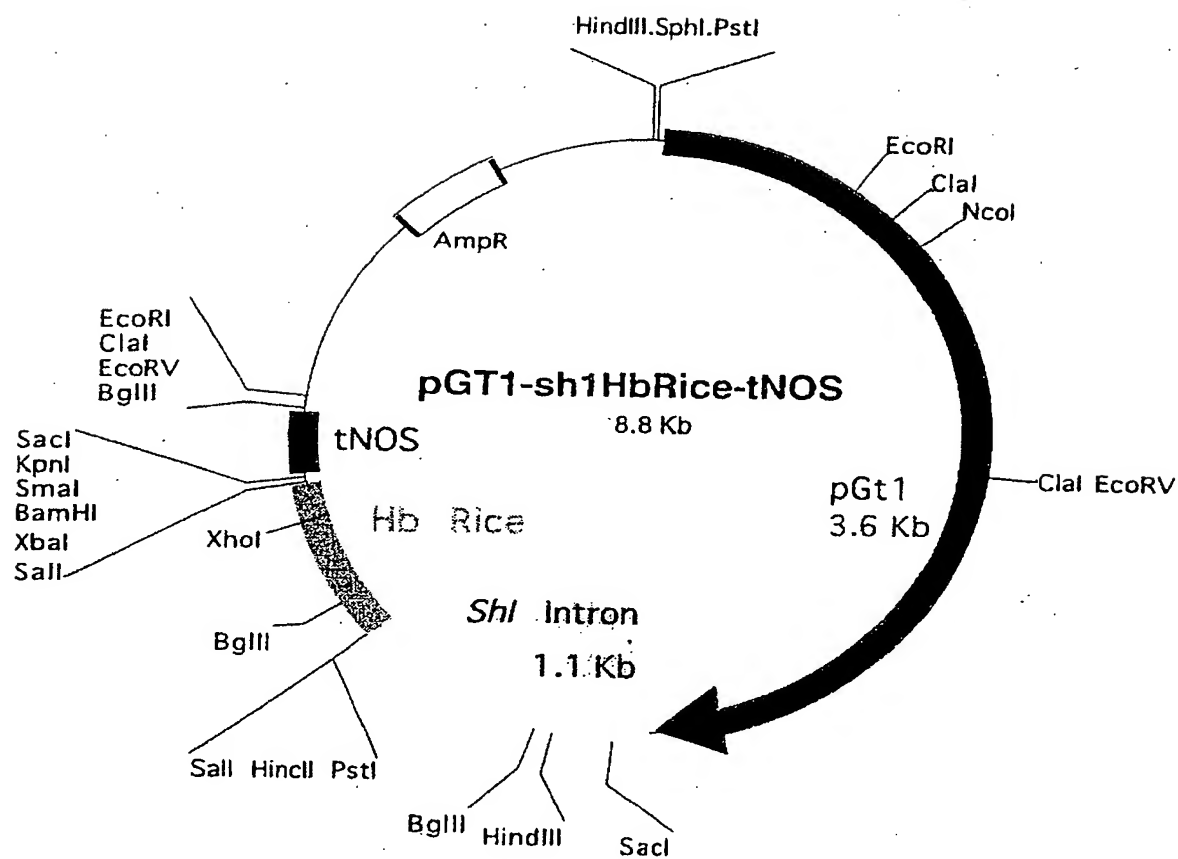 HindIII.SphI.PstI
EcoRI
ClaI
NcoI
AmpR
EcoRI
ClaI
EcoRV
BglII
pGT1-sh1HbRice-tNOS
8.8 Kb
tNOS
SacI
KpnI
SmaI
BamHI
XbaI
SalI
XhoI
Hb Rice
pGt1
3.6 Kb
ClaI EcoRV
BglII
ShI Intron
1.1 Kb
SalI HincII PstI
BglII
HindIII
SacI